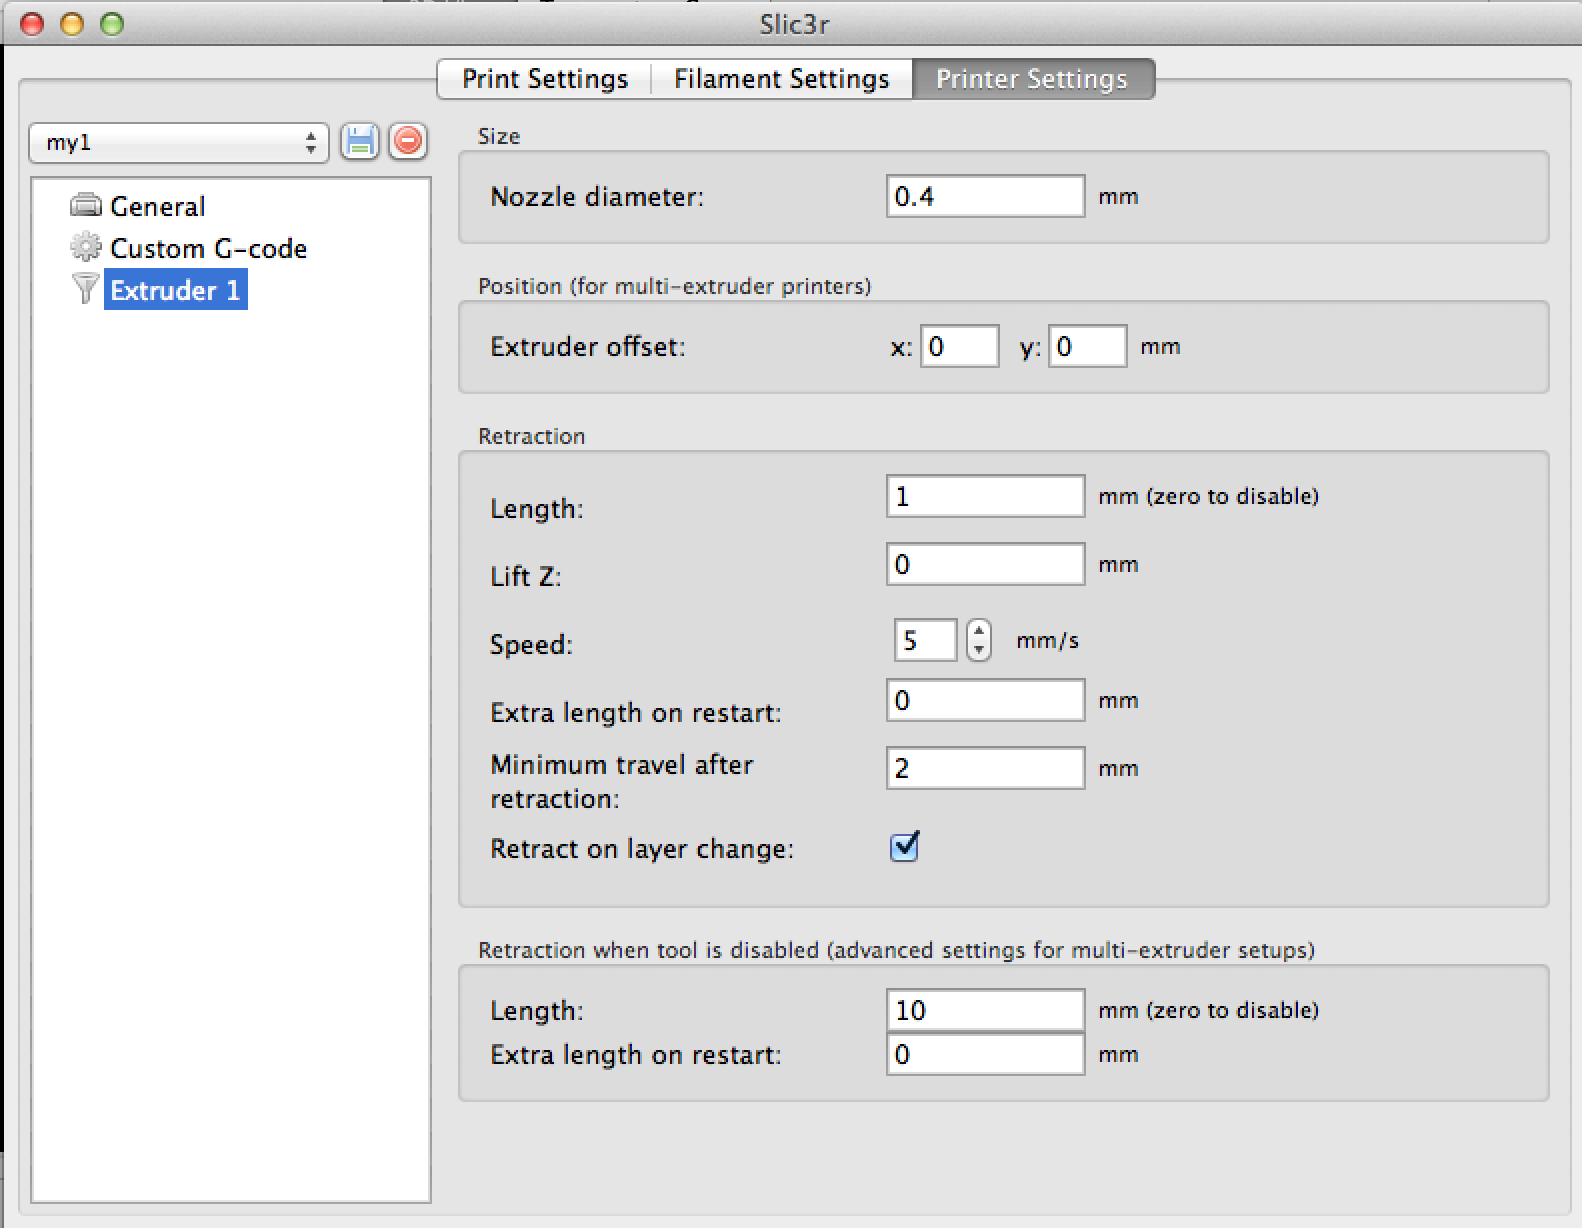 Slic3r
Print Settings
Filament Settings
Printer Settings
my1
General
Custom G-code
Extruder 1
Size
Nozzle diameter: 0.4 mm
Position (for multi-extruder printers)
Extruder offset: x: 0 y: 0 mm
Retraction
Length: 1 mm (zero to disable)
Lift Z: 0 mm
Speed: 5 mm/s
Extra length on restart: 0 mm
Minimum travel after
retraction: 2 mm
Retract on layer change:
Retraction when tool is disabled (advanced settings for multi-extruder setups)
Length: 10 mm (zero to disable)
Extra length on restart: 0 mm